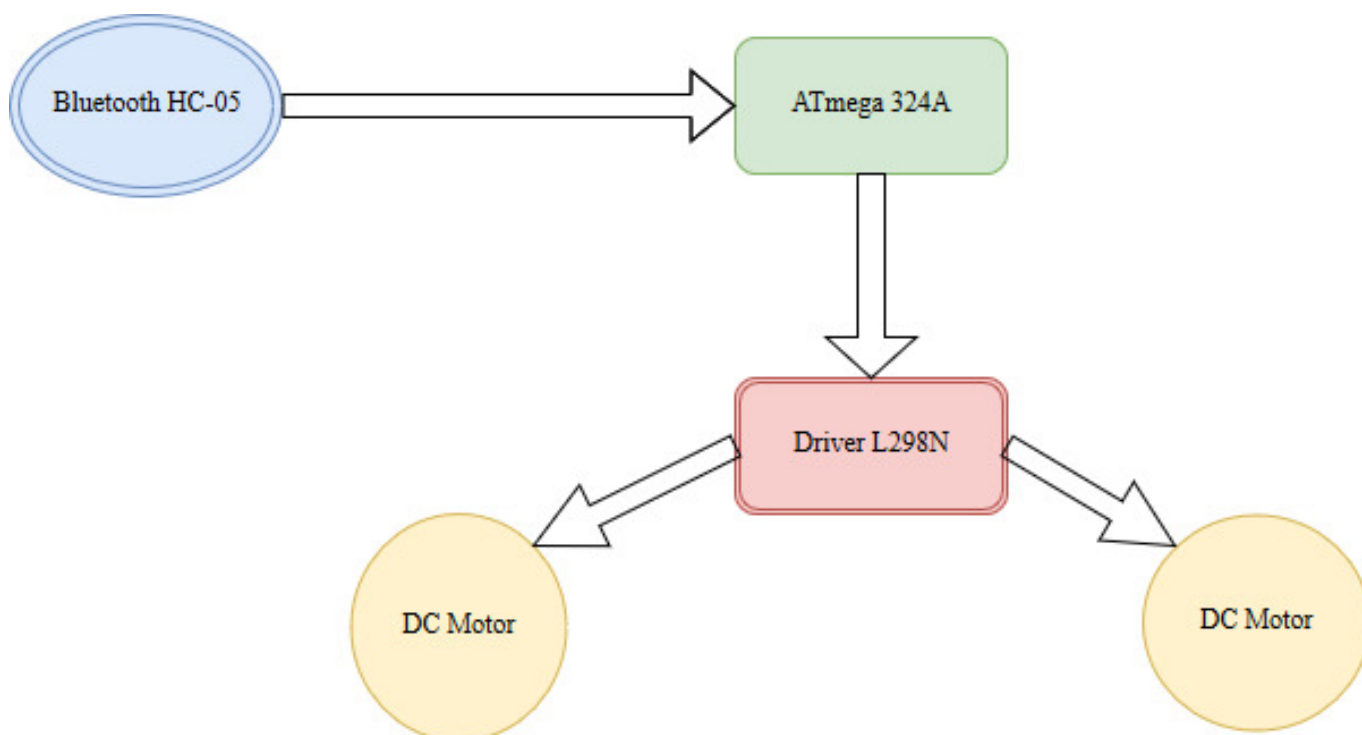 Bluetooth HC-05
ATmega 324A
Driver L298N
DC Motor
DC Motor